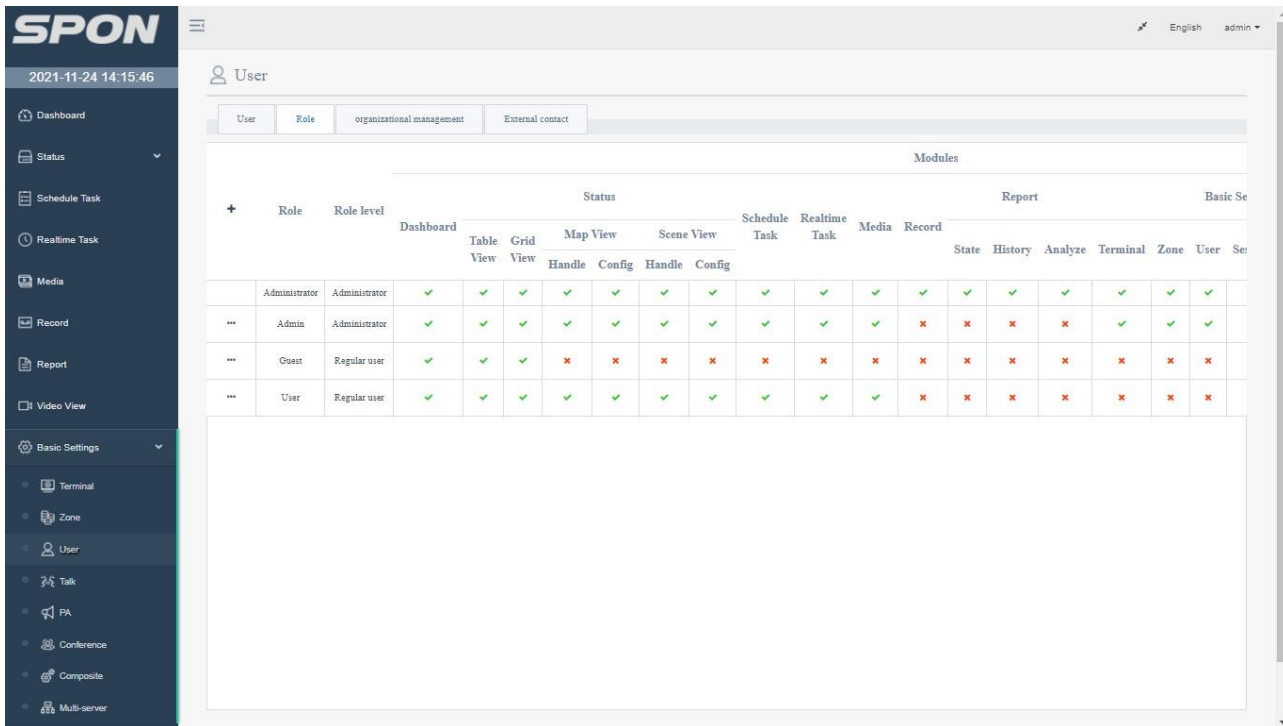 SPON
English admin
2021-11-24 14:15:46
User
Dashboard
User Role organizational management External contact
Status
Modules
Schedule Task
Status Report Basic Se
+ Role Role level Dashboard Schedule Task Realtime Task Media Record
Table View Grid View Map View Scene View
State History Analyze Terminal Zone User Ses
Handle Config Handle Config
Realtime Task
Media
Administrator Administrator
Record
... Admin Administrator
Report
... Guest Regular user
Video View
... User Regular user
Basic Settings
Terminal
Zone
User
Talk
PA
Conference
Composite
Multi-server